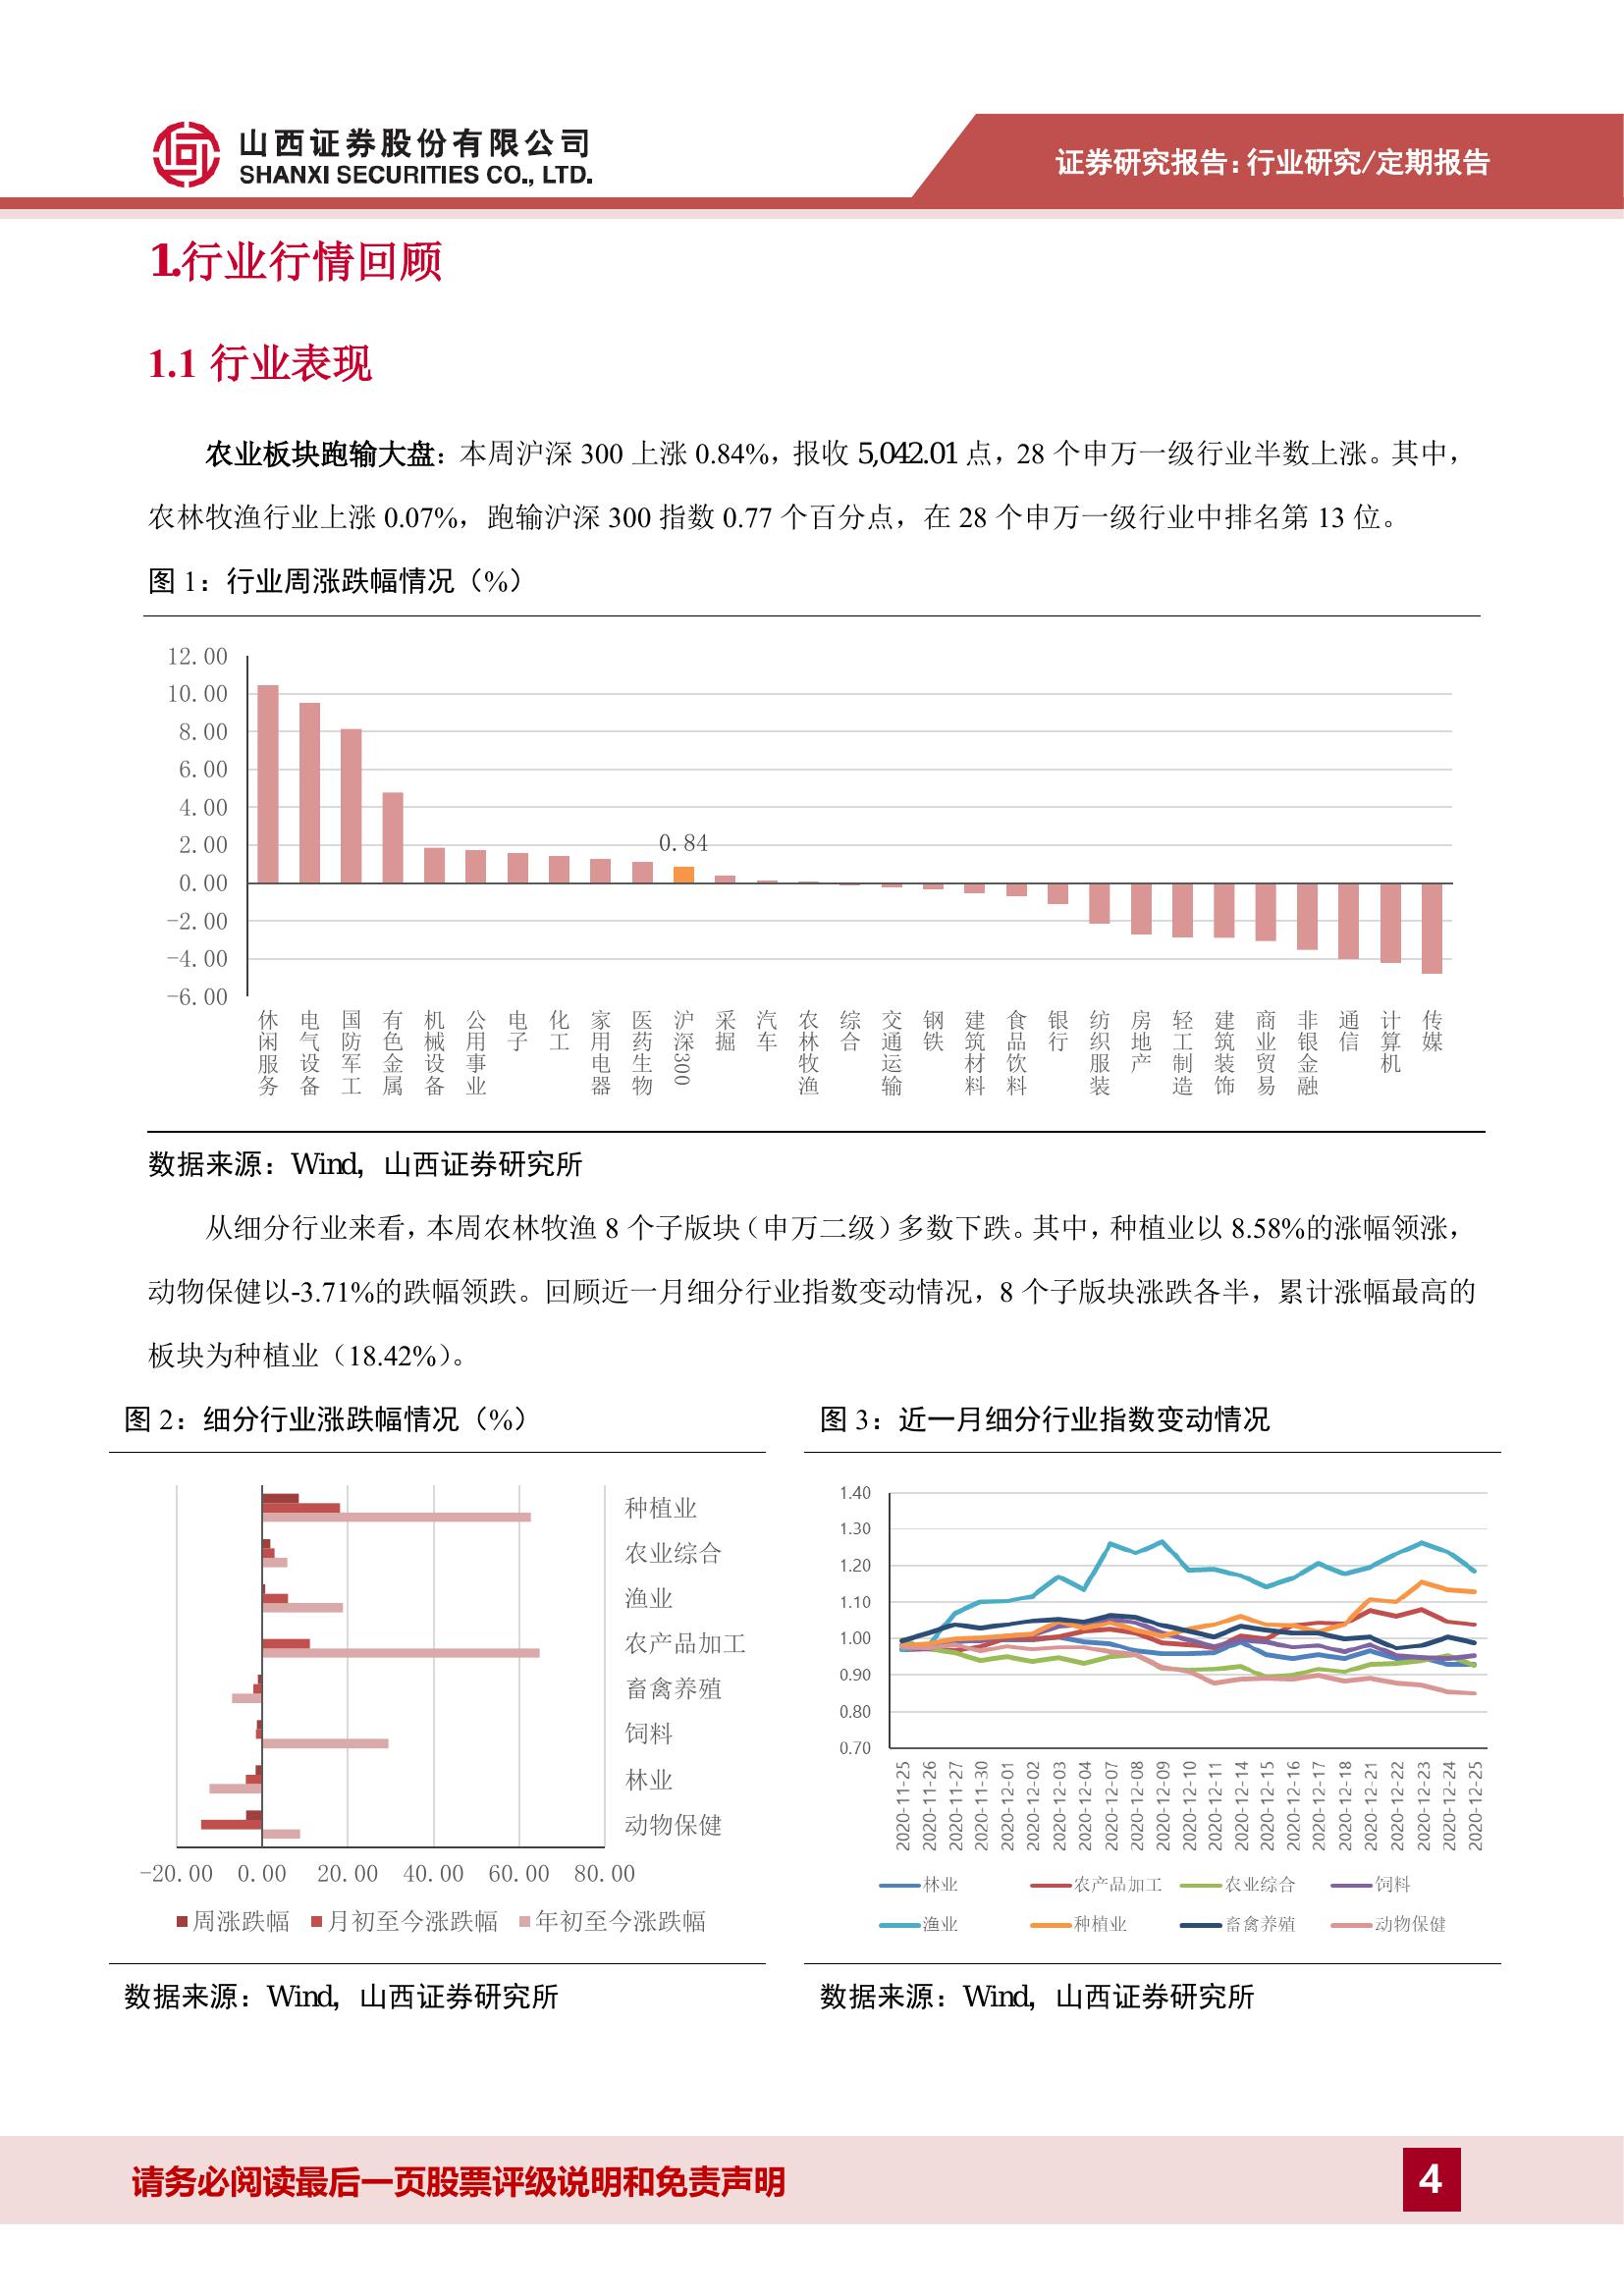 山西证券股份有限公司
SHANXI SECURITIES CO., LTD.
证券研究报告：行业研究/定期报告
1.行业行情回顾
1.1 行业表现
农业板块跑输大盘：本周沪深 300 上涨 0.84%，报收 5,042.01 点，28 个申万一级行业半数上涨。其中，
农林牧渔行业上涨 0.07%，跑输沪深 300 指数 0.77 个百分点，在 28 个申万一级行业中排名第 13 位。
图 1：行业周涨跌幅情况（%）
12.00
10.00
8.00
6.00
4.00
2.00
0.00
-2.00
-4.00
-6.00
0.84
休闲服务
电气设备
国防军工
有色金属
机械设备
公用事业
电子
化工
家用电器
医药生物
沪深300
采掘
汽车
农林牧渔
综合
交通运输
钢铁
建筑材料
食品饮料
银行
纺织服装
房地产
轻工制造
建筑装饰
商业贸易
非银金融
通信
计算机
传媒
数据来源：Wind，山西证券研究所
从细分行业来看，本周农林牧渔 8 个子版块（申万二级）多数下跌。其中，种植业以 8.58%的涨幅领涨，
动物保健以-3.71%的跌幅领跌。回顾近一月细分行业指数变动情况，8 个子版块涨跌各半，累计涨幅最高的
板块为种植业（18.42%）。
图 2：细分行业涨跌幅情况（%）
种植业
农业综合
渔业
农产品加工
畜禽养殖
饲料
林业
动物保健
-20.00 0.00 20.00 40.00 60.00 80.00
周涨跌幅 月初至今涨跌幅 年初至今涨跌幅
数据来源：Wind，山西证券研究所
图 3：近一月细分行业指数变动情况
1.40
1.30
1.20
1.10
1.00
0.90
0.80
0.70
2020-11-25
2020-11-26
2020-11-27
2020-11-30
2020-12-01
2020-12-02
2020-12-03
2020-12-04
2020-12-07
2020-12-08
2020-12-09
2020-12-10
2020-12-11
2020-12-14
2020-12-15
2020-12-16
2020-12-17
2020-12-18
2020-12-21
2020-12-22
2020-12-23
2020-12-24
2020-12-25
林业 农产品加工 农业综合 饲料
渔业 种植业 畜禽养殖 动物保健
数据来源：Wind，山西证券研究所
请务必阅读最后一页股票评级说明和免责声明
4